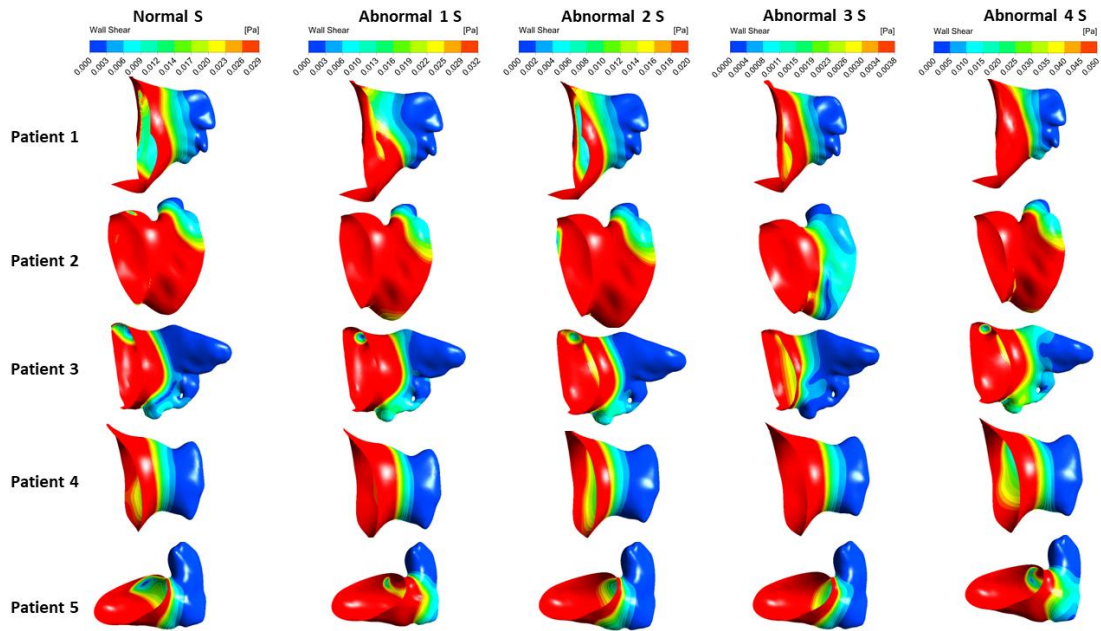 Normal S
Abnormal 1 S
Abnormal 2 S
Abnormal 3 S
Abnormal 4 S
Wall Shear [Pa]
0.000 0.003 0.006 0.009 0.011 0.014 0.017 0.020 0.023 0.026 0.029
Wall Shear [Pa]
0.000 0.003 0.006 0.010 0.013 0.016 0.019 0.022 0.025 0.029 0.032
Wall Shear [Pa]
0.000 0.002 0.004 0.006 0.008 0.010 0.012 0.014 0.016 0.018 0.020
Wall Shear [Pa]
0.0000 0.0004 0.0008 0.0011 0.0015 0.0019 0.0023 0.0026 0.0030 0.0034 0.0038
Wall Shear [Pa]
0.000 0.005 0.010 0.015 0.020 0.025 0.030 0.035 0.040 0.045 0.050
Patient 1
Patient 2
Patient 3
Patient 4
Patient 5